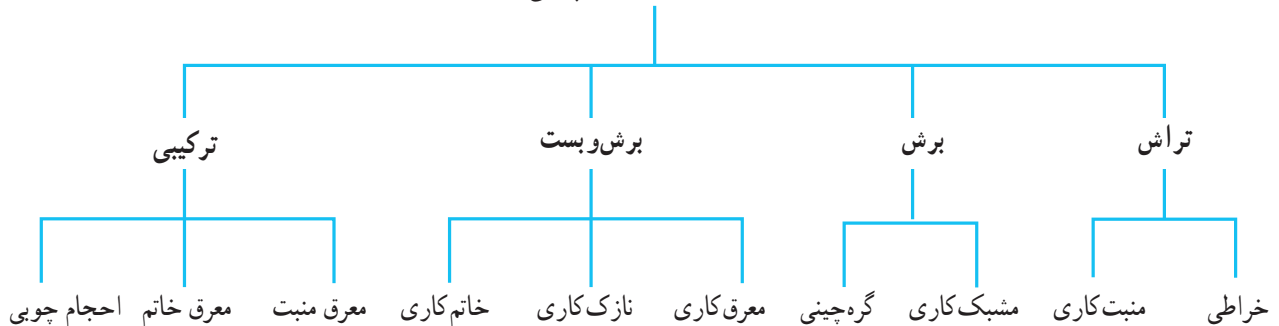 تراش برش برش‌و‌بست ترکیبی
خراطی منبت‌کاری مشبک‌کاری گره‌چینی معرق‌کاری نازک‌کاری خاتم‌کاری معرق منبت معرق خاتم احجام چوبی